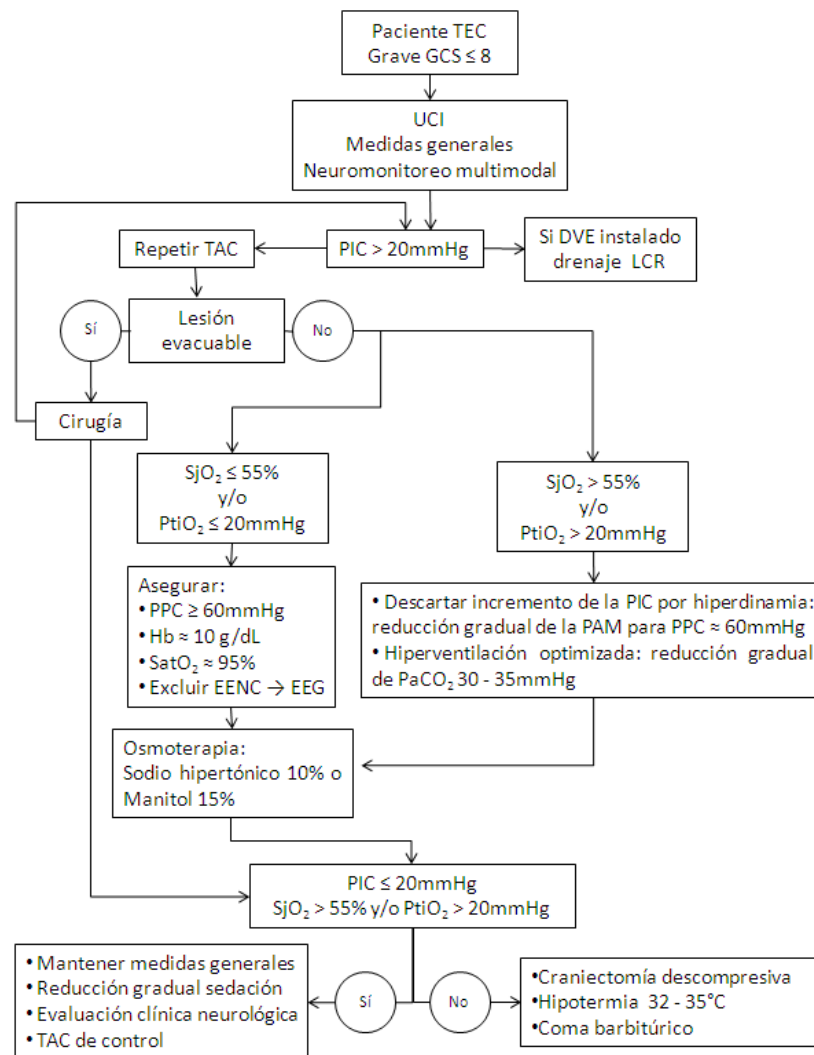 Paciente TEC
Grave GCS ≤ 8
UCI
Medidas generales
Neuromonitoreo multimodal
Repetir TAC
PIC > 20mmHg
Si DVE instalado
drenaje LCR
Sí
Lesión
evacuable
No
Cirugía
SjO₂ ≤ 55%
y/o
PtiO₂ ≤ 20mmHg
SjO₂ > 55%
y/o
PtiO₂ > 20mmHg
Asegurar:
• PPC ≥ 60mmHg
• Hb ≈ 10 g/dL
• SatO₂ ≈ 95%
• Excluir EENC → EEG
• Descartar incremento de la PIC por hiperdinamia:
reducción gradual de la PAM para PPC ≈ 60mmHg
• Hiperventilación optimizada: reducción gradual
de PaCO₂ 30 - 35mmHg
Osmoterapia:
Sodio hipertónico 10% o
Manitol 15%
PIC ≤ 20mmHg
SjO₂ > 55% y/o PtiO₂ > 20mmHg
• Mantener medidas generales
• Reducción gradual sedación
• Evaluación clínica neurológica
• TAC de control
Sí
No
• Craniectomía descompresiva
• Hipotermia 32 - 35°C
• Coma barbitúrico